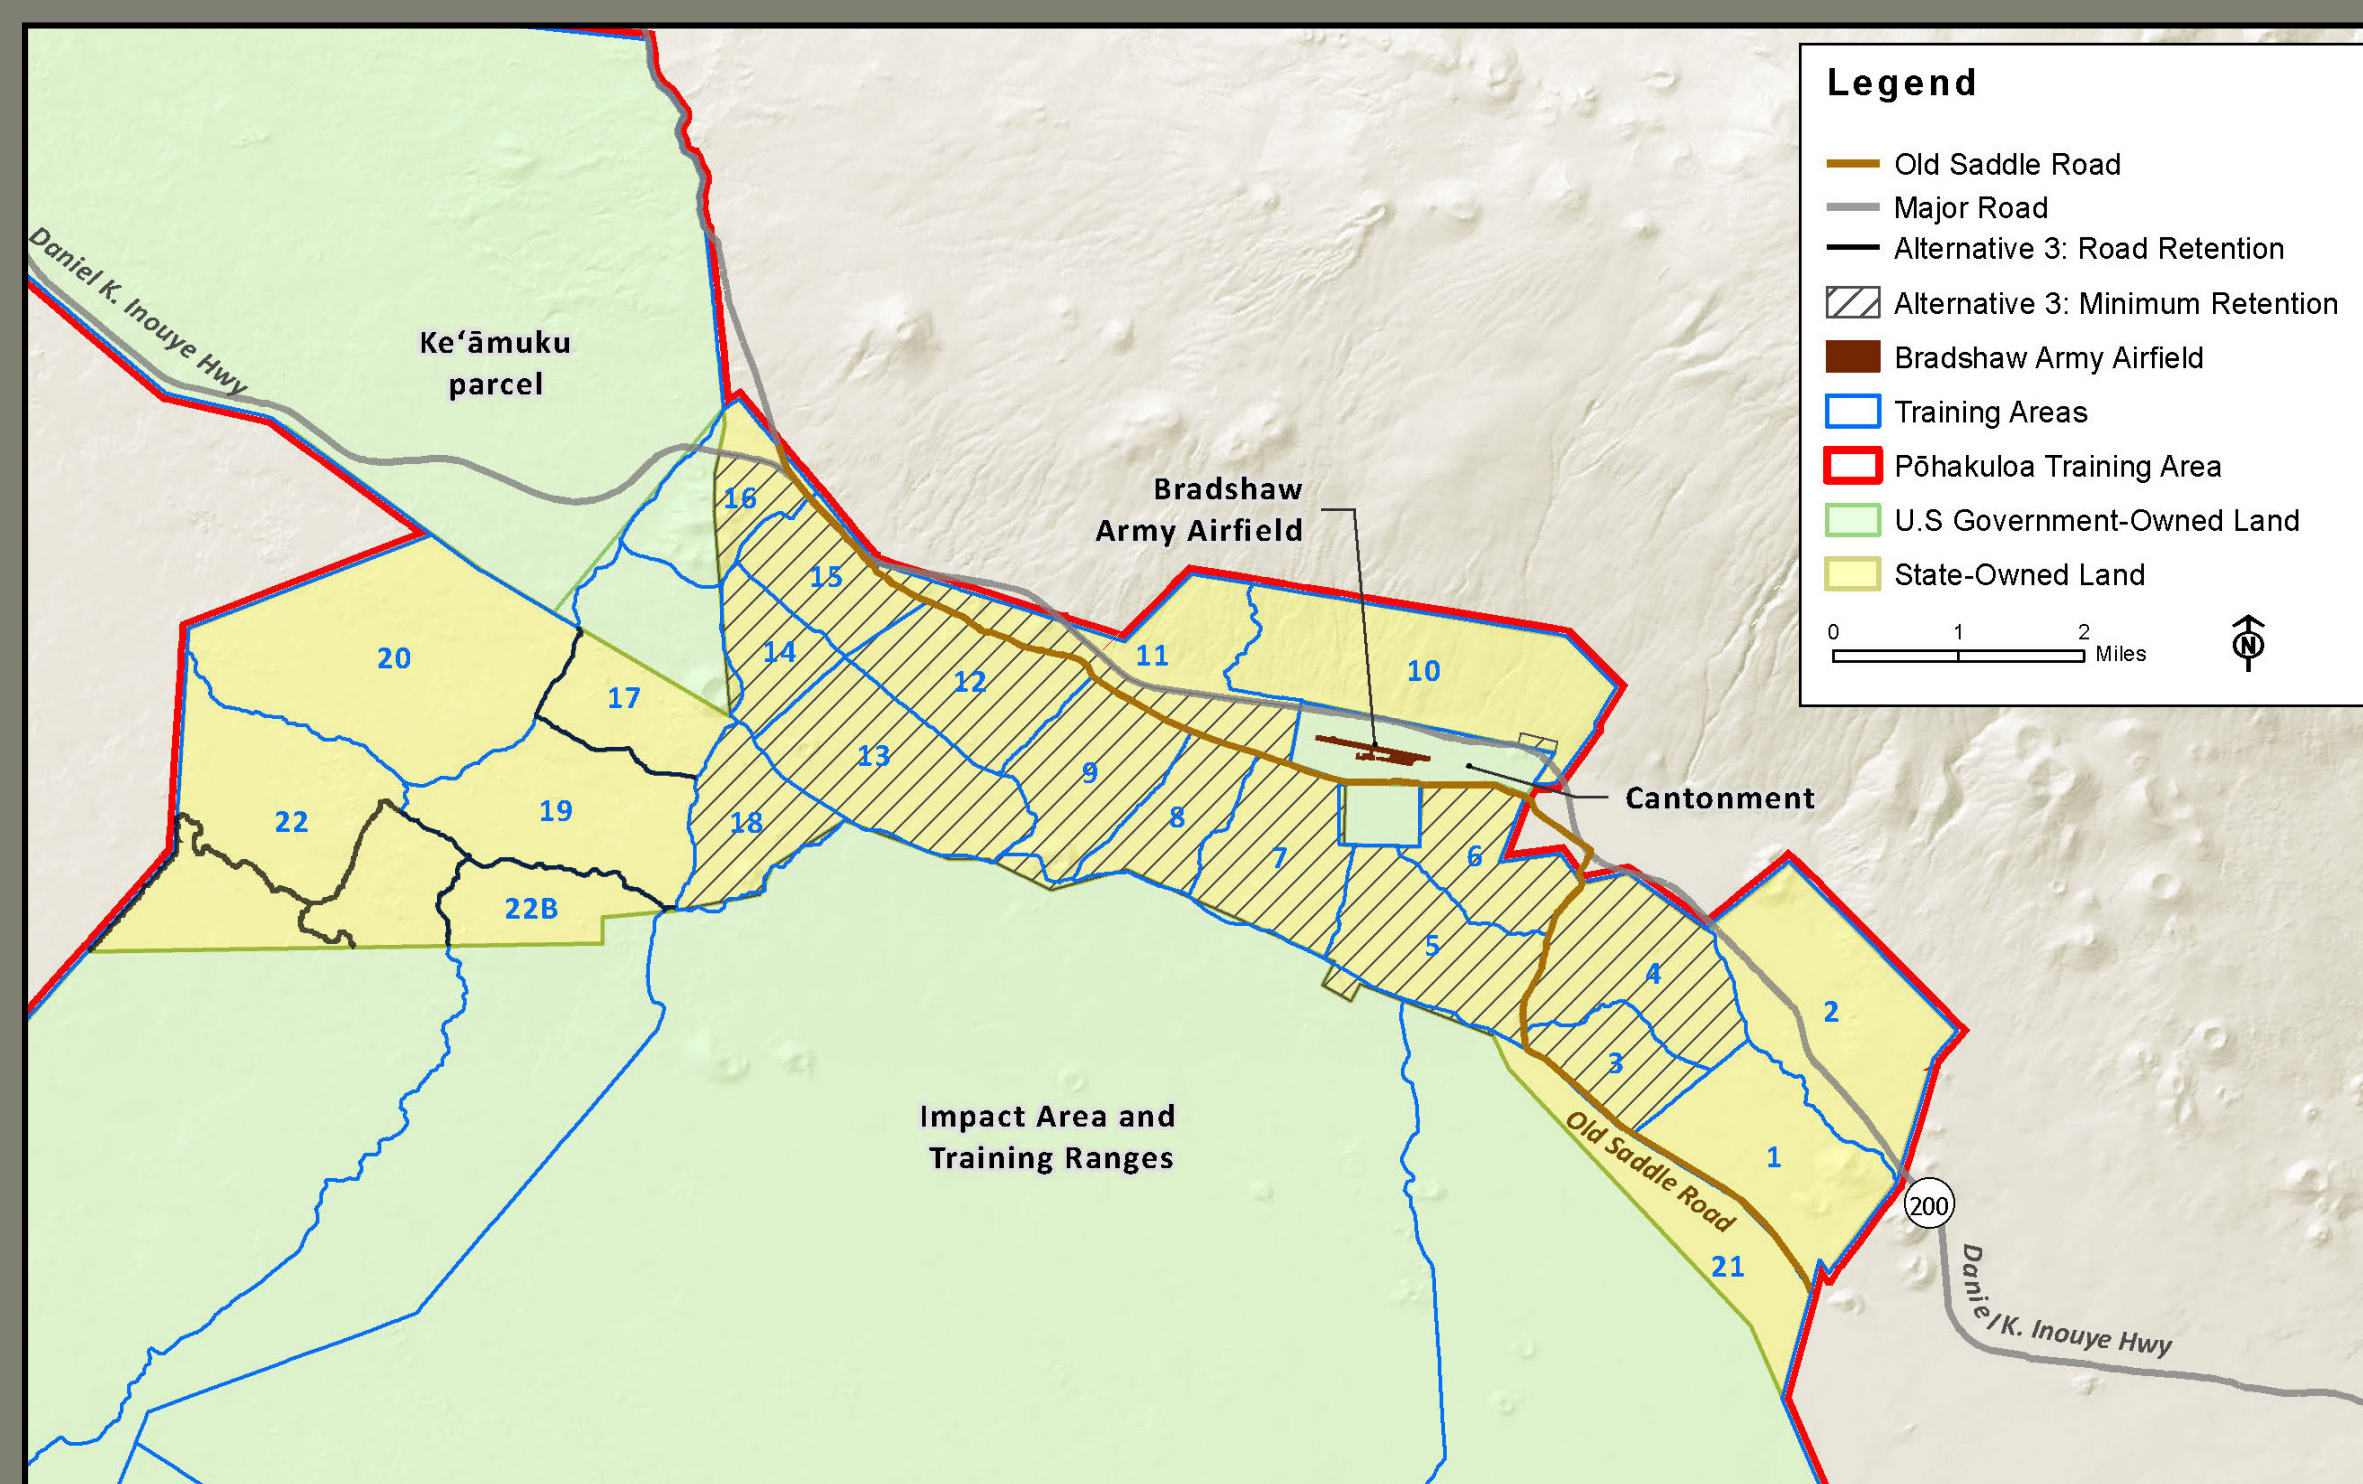 Legend
Old Saddle Road
Major Road
Alternative 3: Road Retention
Alternative 3: Minimum Retention
Bradshaw Army Airfield
Training Areas
Pōhakuloa Training Area
U.S Government-Owned Land
State-Owned Land
0 1 2
Miles
N
Daniel K. Inouye Hwy
Keʻāmuku
parcel
Bradshaw
Army Airfield
16
15
14
11
10
20
17
12
13
9
18
19
22
8
7
6
Cantonment
22B
5
4
2
3
1
Impact Area and
Training Ranges
Old Saddle Road
200
21
Daniel K. Inouye Hwy